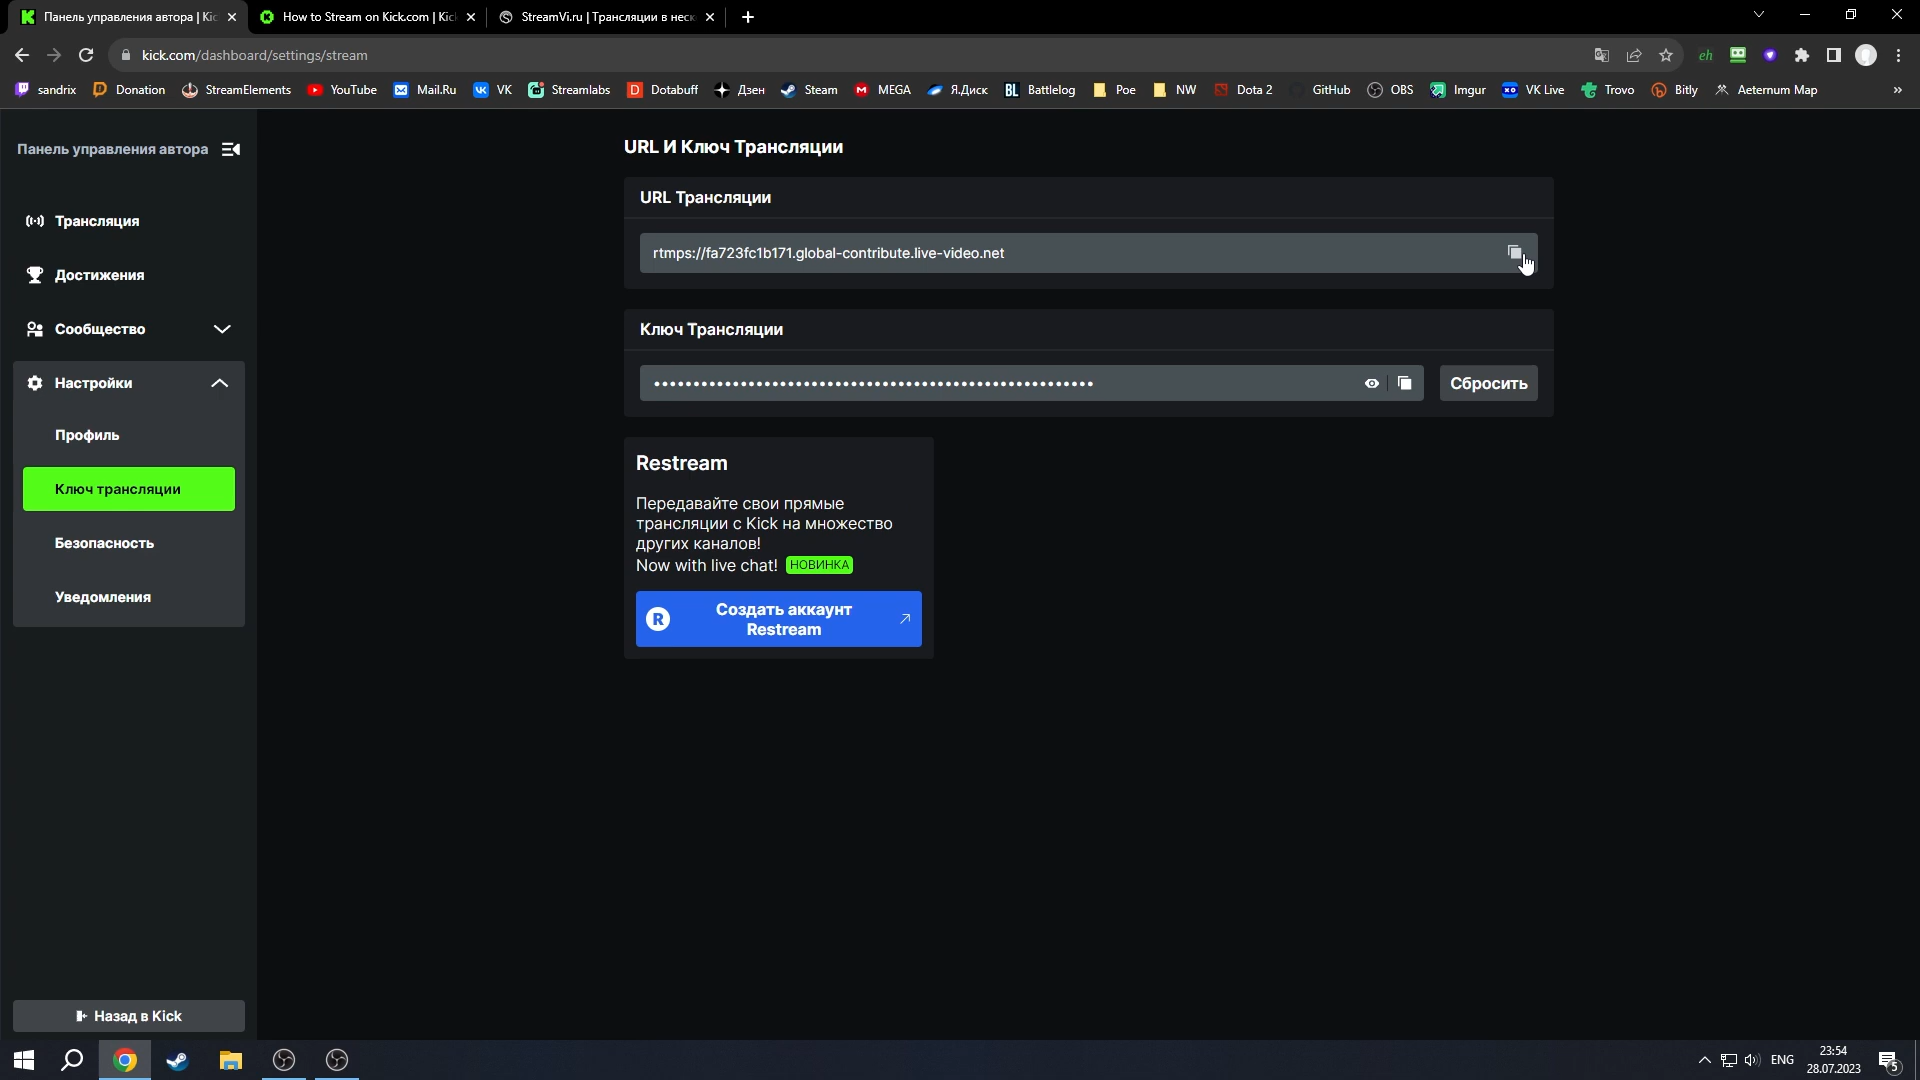 Панель управления автора | Kic
How to Stream on Kick.com | Kick
StreamVi.ru | Трансляции в неск
kick.com/dashboard/settings/stream
sandrix
Donation
StreamElements
YouTube
Mail.Ru
VK
Streamlabs
Dotabuff
Дзен
Steam
MEGA
Я.Диск
Battlelog
Poe
NW
Dota 2
GitHub
OBS
Imgur
VK Live
Trovo
Bitly
Aeternum Map
Панель управления автора
Трансляция
Достижения
Сообщество
Настройки
Профиль
Ключ трансляции
Безопасность
Уведомления
Назад в Kick
URL И Ключ Трансляции
URL Трансляции
rtmps://fa723fc1b171.global-contribute.live-video.net
Ключ Трансляции
Сбросить
Restream
Передавайте свои прямые
трансляции с Kick на множество
других каналов!
Now with live chat! НОВИНКА
Создать аккаунт
Restream
ENG
23:54
28.07.2023
5